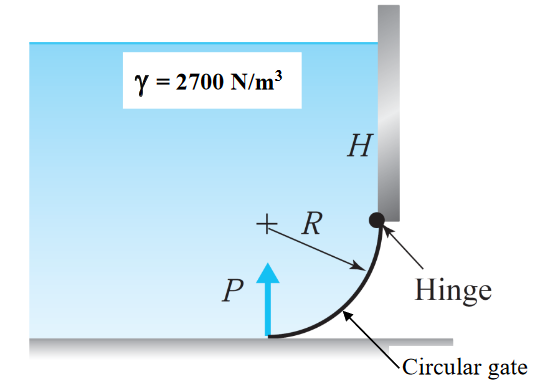 γ = 2700 N/m³
H
R
P
Hinge
Circular gate